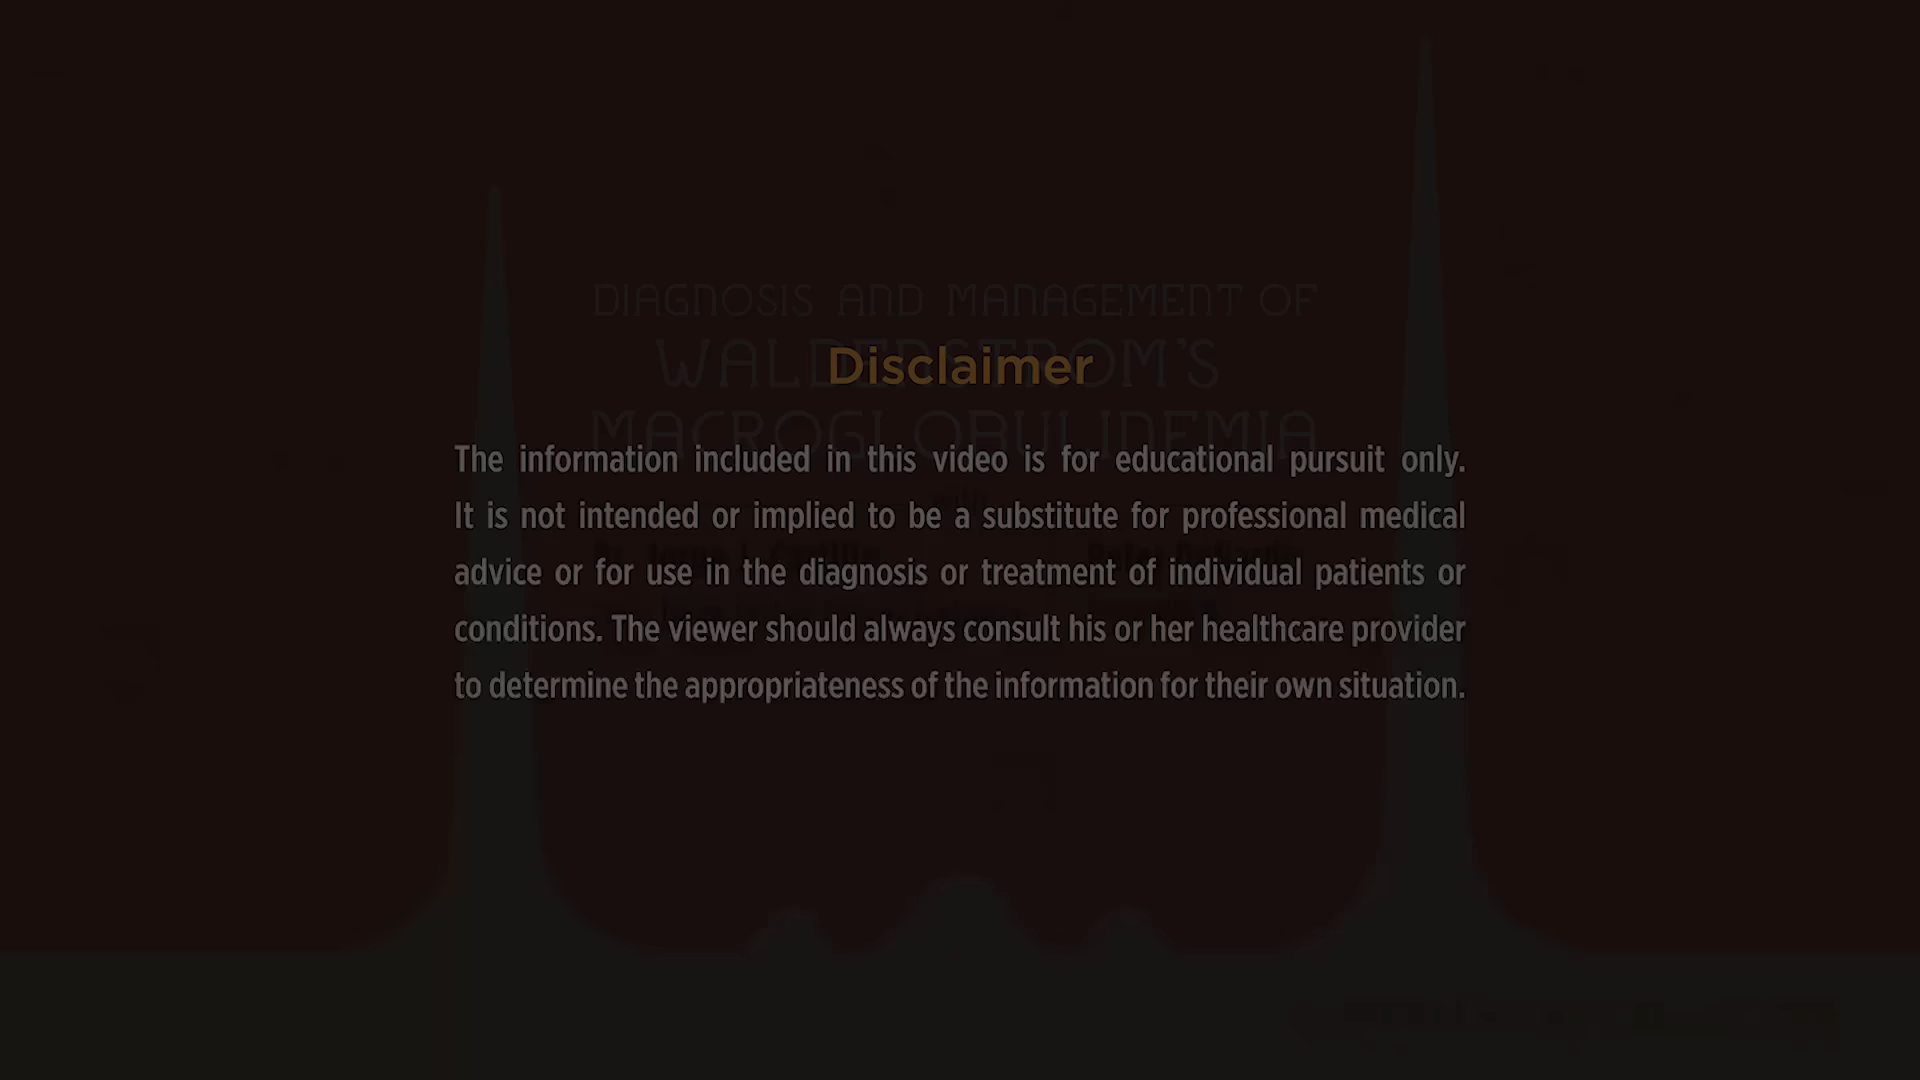 DIAGNOSIS AND MANAGEMENT OF
WALDENSTROM'S
Disclaimer
MACROGLOBULINEMIA
The information included in this video is for educational pursuit only.
It is not intended or implied to be a substitute for professional medical
advice or for use in the diagnosis or treatment of individual patients or
conditions. The viewer should always consult his or her healthcare provider
to determine the appropriateness of the information for their own situation.